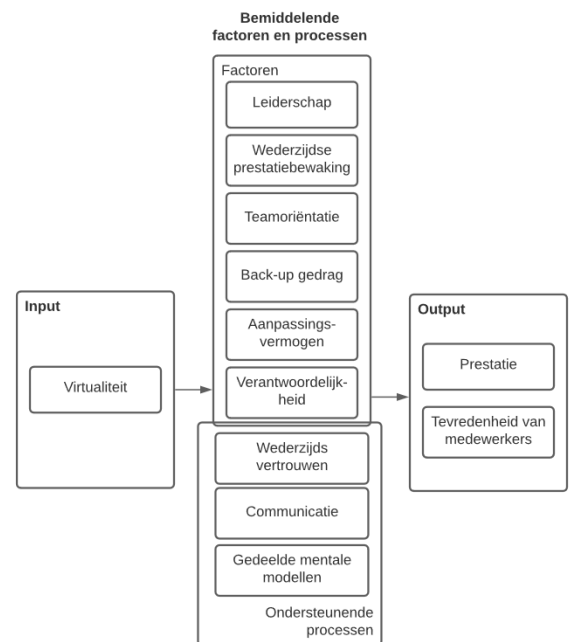 Bemiddelende
factoren en processen
Factoren
Leiderschap
Wederzijdse
prestatiebewaking
Teamoriëntatie
Back-up gedrag
Aanpassings-
vermogen
Verantwoordelijk-
heid
Wederzijds
vertrouwen
Communicatie
Gedeelde mentale
modellen
Ondersteunende
processen
Input
Virtualiteit
Output
Prestatie
Tevredenheid van
medewerkers